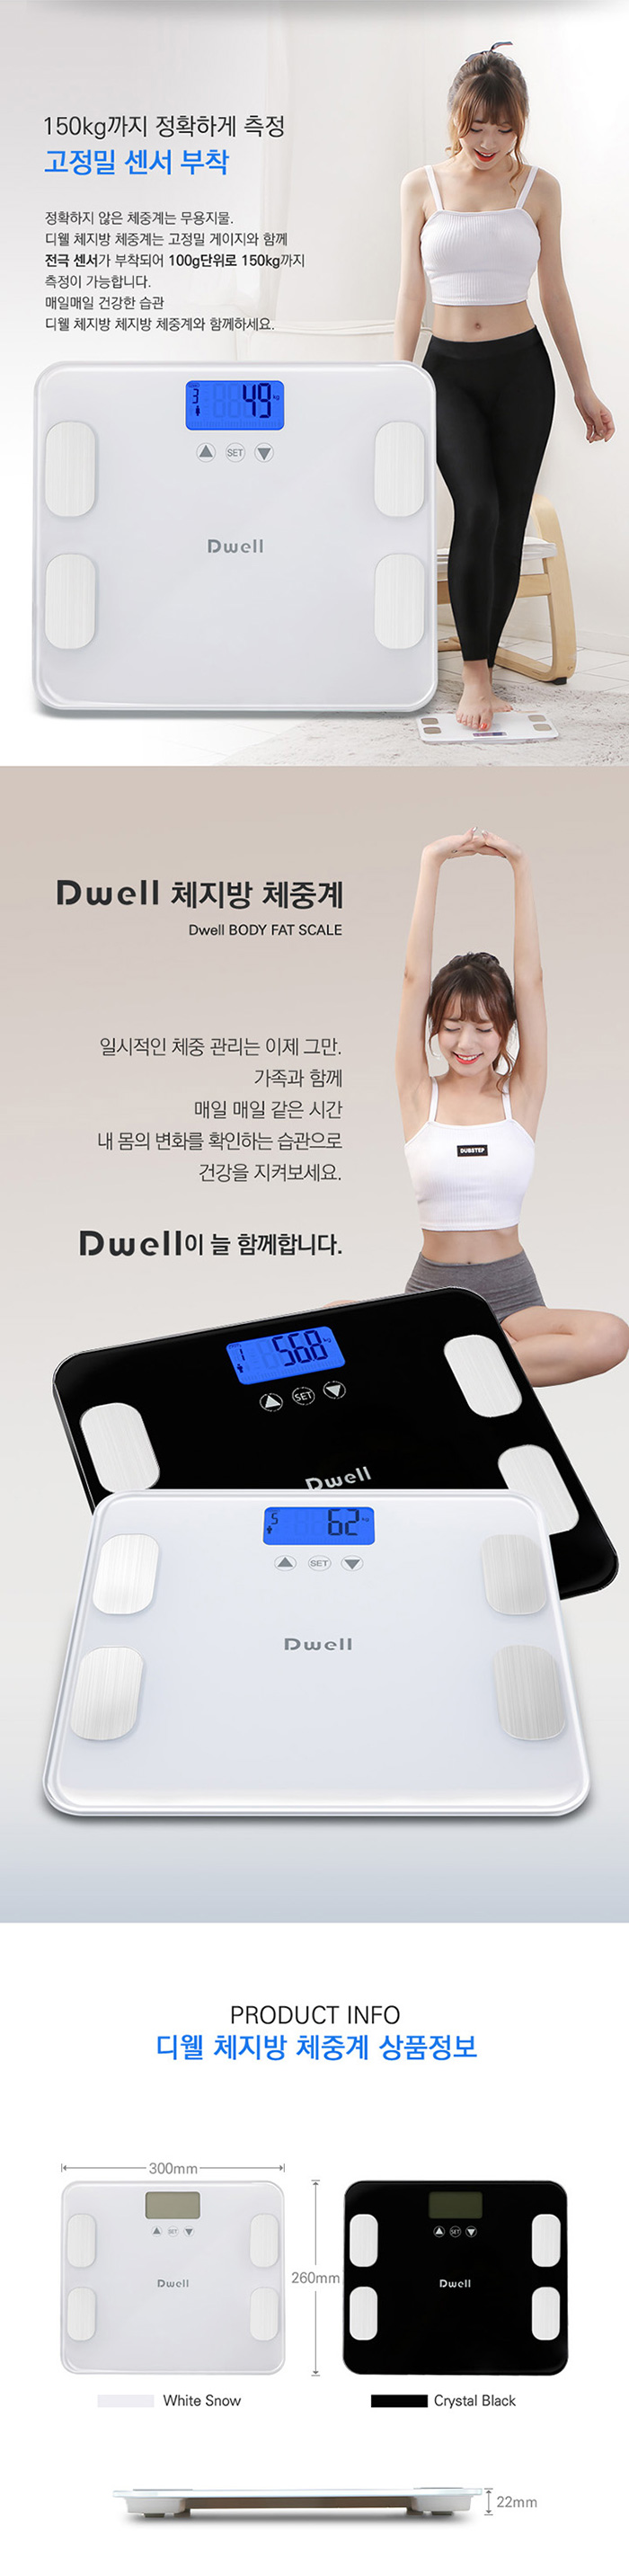 150kg까지 정확하게 측정
고정밀 센서 부착
정확하지 않은 체중계는 무용지물.
디웰 체지방 체중계는 고정밀 게이지와 함께
전극 센서가 부착되어 100g단위로 150kg까지
측정이 가능합니다.
매일매일 건강한 습관
디웰 체지방 체지방 체중계와 함께하세요.
3 49 kg
SET
Dwell
Dwell 체지방 체중계
Dwell BODY FAT SCALE
일시적인 체중 관리는 이제 그만.
가족과 함께
매일 매일 같은 시간
내 몸의 변화를 확인하는 습관으로
건강을 지켜보세요.
DUBSTEP
Dwell이 늘 함께합니다.
1 56.8 kg
SET
Dwell
5 62 kg
SET
Dwell
PRODUCT INFO
디웰 체지방 체중계 상품정보
300mm
SET
SET
260mm
Dwell
Dwell
White Snow
Crystal Black
22mm